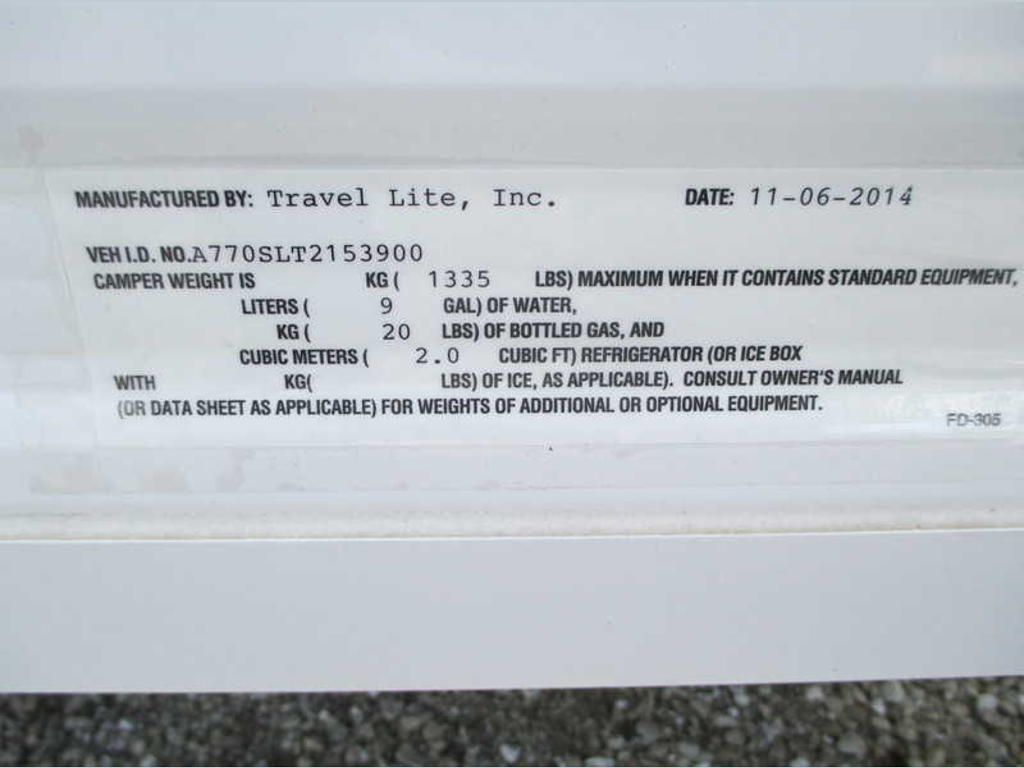 MANUFACTURED BY: Travel Lite, Inc. DATE: 11-06-2014
VEH I.D. NO.A770SLT2153900
CAMPER WEIGHT IS KG ( 1335 LBS) MAXIMUM WHEN IT CONTAINS STANDARD EQUIPMENT,
LITERS ( 9 GAL) OF WATER,
KG ( 20 LBS) OF BOTTLED GAS, AND
CUBIC METERS ( 2.0 CUBIC FT) REFRIGERATOR (OR ICE BOX
WITH KG( LBS) OF ICE, AS APPLICABLE). CONSULT OWNER'S MANUAL
(OR DATA SHEET AS APPLICABLE) FOR WEIGHTS OF ADDITIONAL OR OPTIONAL EQUIPMENT.
FD-305